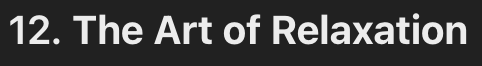 12. The Art of Relaxation